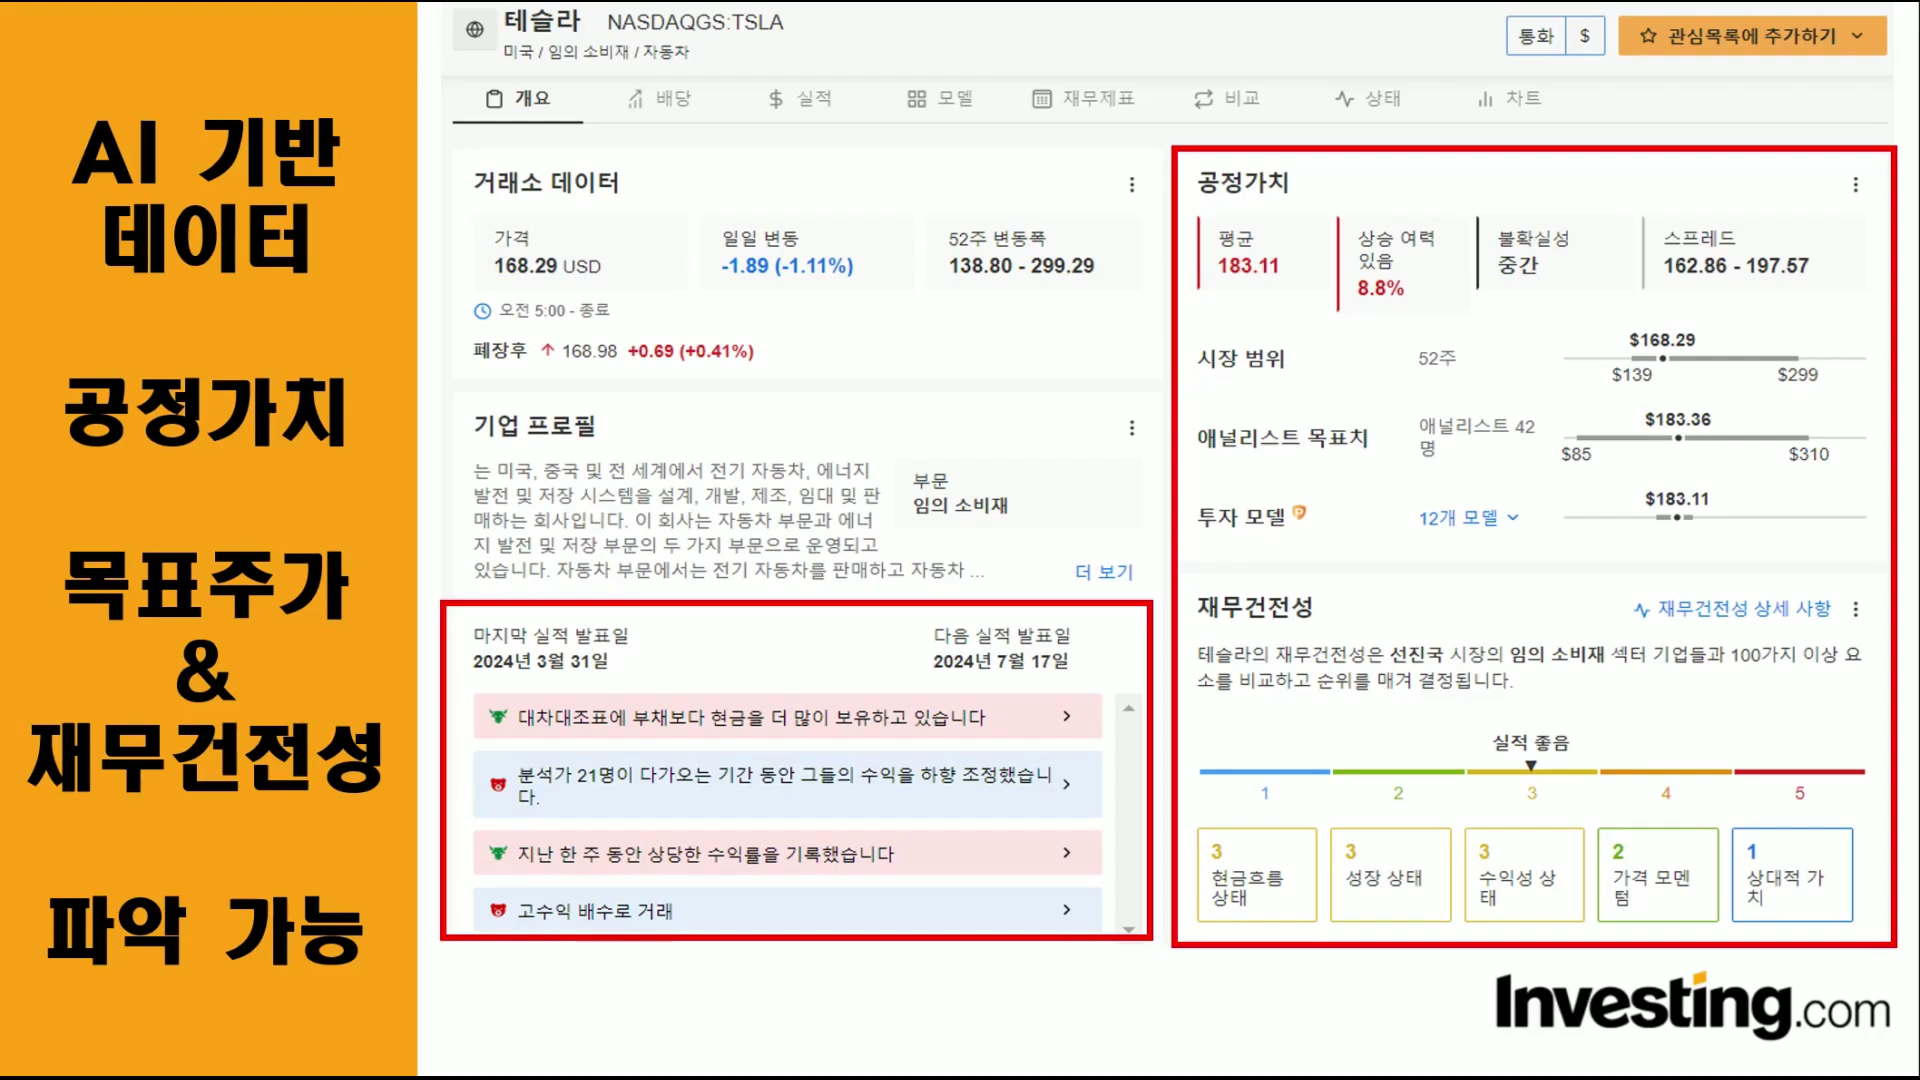 AI 기반
데이터
공정가치
목표주가
&
재무건전성
파악 가능
테슬라 NASDAQGS:TSLA
미국 / 임의 소비재 / 자동차
통화 $
관심목록에 추가하기
개요 배당 실적 모델 재무제표 비교 상태 차트
거래소 데이터
가격
168.29 USD
일일 변동
-1.89 (-1.11%)
52주 변동폭
138.80 - 299.29
오전 5:00 - 종료
폐장후 168.98 +0.69 (+0.41%)
기업 프로필
는 미국, 중국 및 전 세계에서 전기 자동차, 에너지
발전 및 저장 시스템을 설계, 개발, 제조, 임대 및 판
매하는 회사입니다. 이 회사는 자동차 부문과 에너
지 발전 및 저장 부문의 두 가지 부문으로 운영되고
있습니다. 자동차 부문에서는 전기 자동차를 판매하고 자동차 ...
부문
임의 소비재
더 보기
마지막 실적 발표일
2024년 3월 31일
다음 실적 발표일
2024년 7월 17일
대차대조표에 부채보다 현금을 더 많이 보유하고 있습니다
분석가 21명이 다가오는 기간 동안 그들의 수익을 하향 조정했습니
다.
지난 한 주 동안 상당한 수익률을 기록했습니다
고수익 배수로 거래
공정가치
평균
183.11
상승 여력
있음
8.8%
불확실성
중간
스프레드
162.86 - 197.57
시장 범위
52주
$168.29
$139 $299
애널리스트 목표치
애널리스트 42
명
$183.36
$85 $310
투자 모델
12개 모델
$183.11
재무건전성
재무건전성 상세 사항
테슬라의 재무건전성은 선진국 시장의 임의 소비재 섹터 기업들과 100가지 이상 요
소를 비교하고 순위를 매겨 결정됩니다.
실적 좋음
1 2 3 4 5
3
현금흐름
상태
3
성장 상태
3
수익성 상
태
2
가격 모멘
텀
1
상대적 가
치
Investing.com